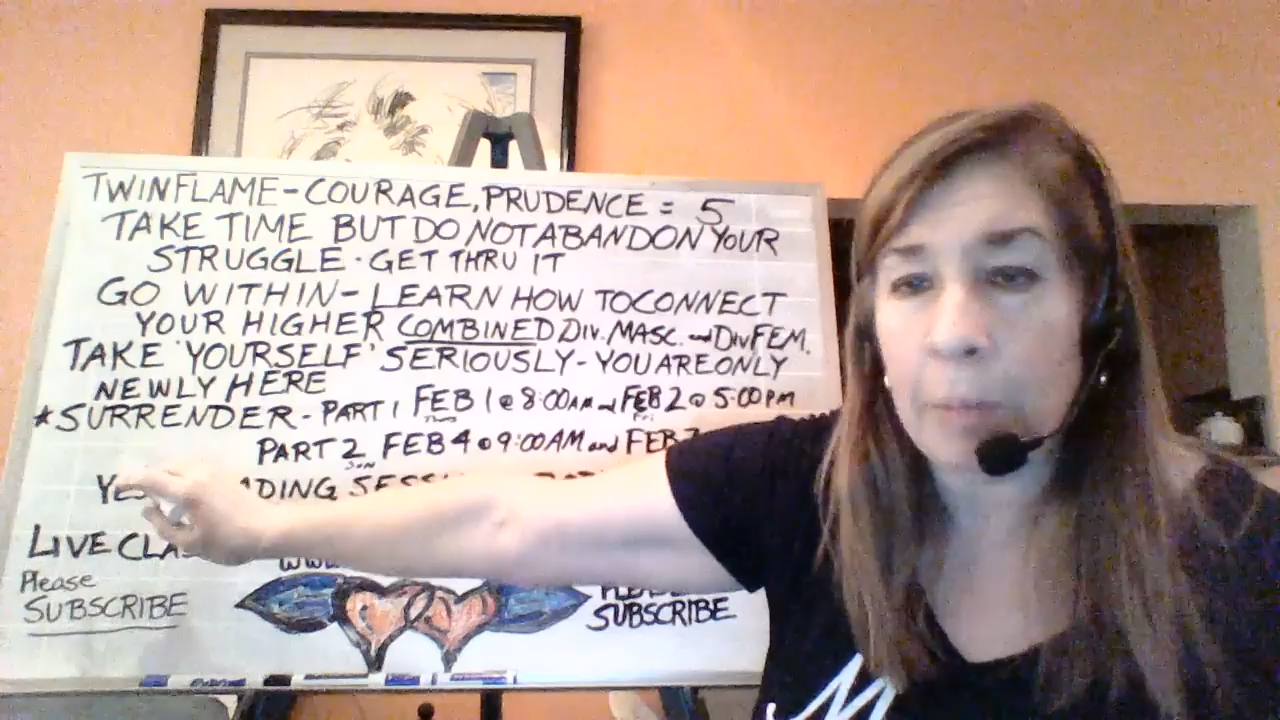 TWINFLAME-COURAGE, PRUDENCE = 5
TAKE TIME BUT DO NOT ABANDON YOUR
STRUGGLE · GET THRU IT
GO WITHIN - LEARN HOW TO CONNECT
YOUR HIGHER COMBINED DIV. MASC. and DIV FEM.
TAKE 'YOURSELF' SERIOUSLY - YOU ARE ONLY
NEWLY HERE
*SURRENDER - PART 1 FEB 1 @ 8:00AM and FEB 2 @ 5:00PM
PART 2 FEB 4 @ 9:00AM and FEB
SUN
LIVE
Please
SUBSCRIBE
SUBSCRIBE
M